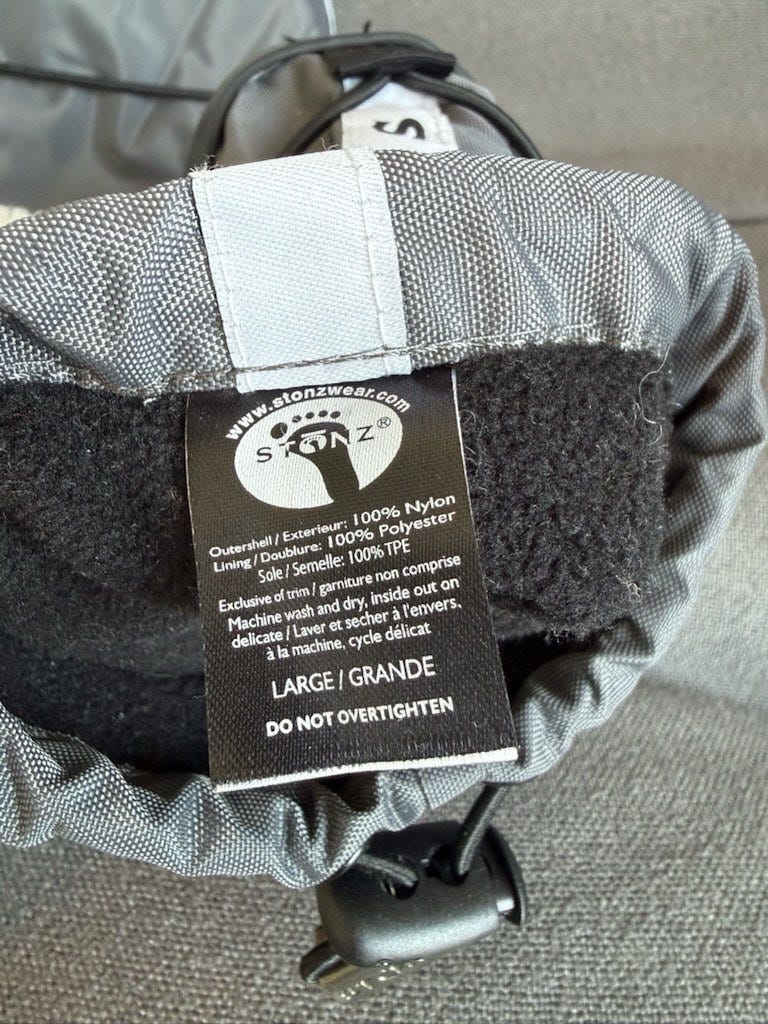 S
www.stonzwear.com
STONZ®
Outershell / Exterieur: 100% Nylon
Lining / Doublure: 100% Polyester
Sole / Semelle: 100% TPE
Exclusive of trim / garniture non comprise
Machine wash and dry, inside out on
delicate / Laver et secher à l'envers,
à la machine, cycle délicat
LARGE / GRANDE
DO NOT OVERTIGHTEN